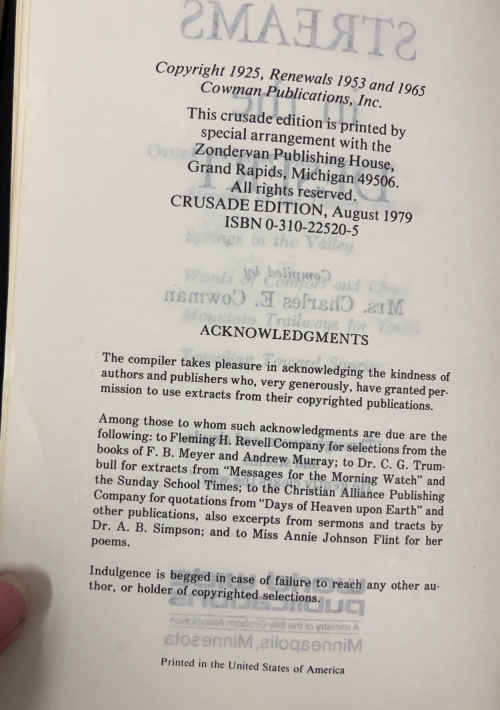 Copyright 1925, Renewals 1953 and 1965
Cowman Publications, Inc.
This crusade edition is printed by
special arrangement with the
Zondervan Publishing House,
Grand Rapids, Michigan 49506.
All rights reserved.
CRUSADE EDITION, August 1979
ISBN 0-310-22520-5
ACKNOWLEDGMENTS
The compiler takes pleasure in acknowledging the kindness of
authors and publishers who, very generously, have granted per-
mission to use extracts from their copyrighted publications.
Among those to whom such acknowledgments are due are the
following: to Fleming H. Revell Company for selections from the
books of F. B. Meyer and Andrew Murray; to Dr. C. G. Trum-
bull for extracts from “Messages for the Morning Watch” and
the Sunday School Times; to the Christian Alliance Publishing
Company for quotations from “Days of Heaven upon Earth” and
other publications, also excerpts from sermons and tracts by
Dr. A. B. Simpson; and to Miss Annie Johnson Flint for her
poems.
Indulgence is begged in case of failure to reach any other au-
thor, or holder of copyrighted selections.
Printed in the United States of America